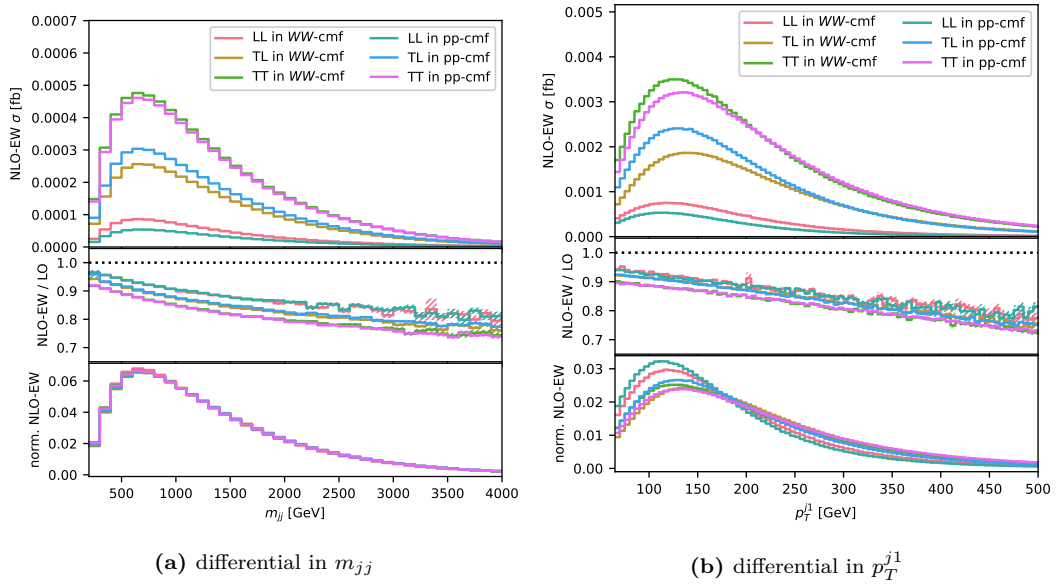 0.0007
0.0006
0.0005
0.0004
0.0003
0.0002
0.0001
0.0000
NLO-EW σ [fb]
LL in WW-cmf
TL in WW-cmf
TT in WW-cmf
LL in pp-cmf
TL in pp-cmf
TT in pp-cmf
1.0
0.9
0.8
0.7
NLO-EW / LO
0.06
0.04
0.02
0.00
norm. NLO-EW
500 1000 1500 2000 2500 3000 3500 4000
m_jj [GeV]
(a) differential in m_jj
0.005
0.004
0.003
0.002
0.001
0.000
NLO-EW σ [fb]
LL in WW-cmf
TL in WW-cmf
TT in WW-cmf
LL in pp-cmf
TL in pp-cmf
TT in pp-cmf
1.0
0.9
0.8
0.7
NLO-EW / LO
0.03
0.02
0.01
0.00
norm. NLO-EW
100 150 200 250 300 350 400 450 500
p_T^j1 [GeV]
(b) differential in p_T^j1